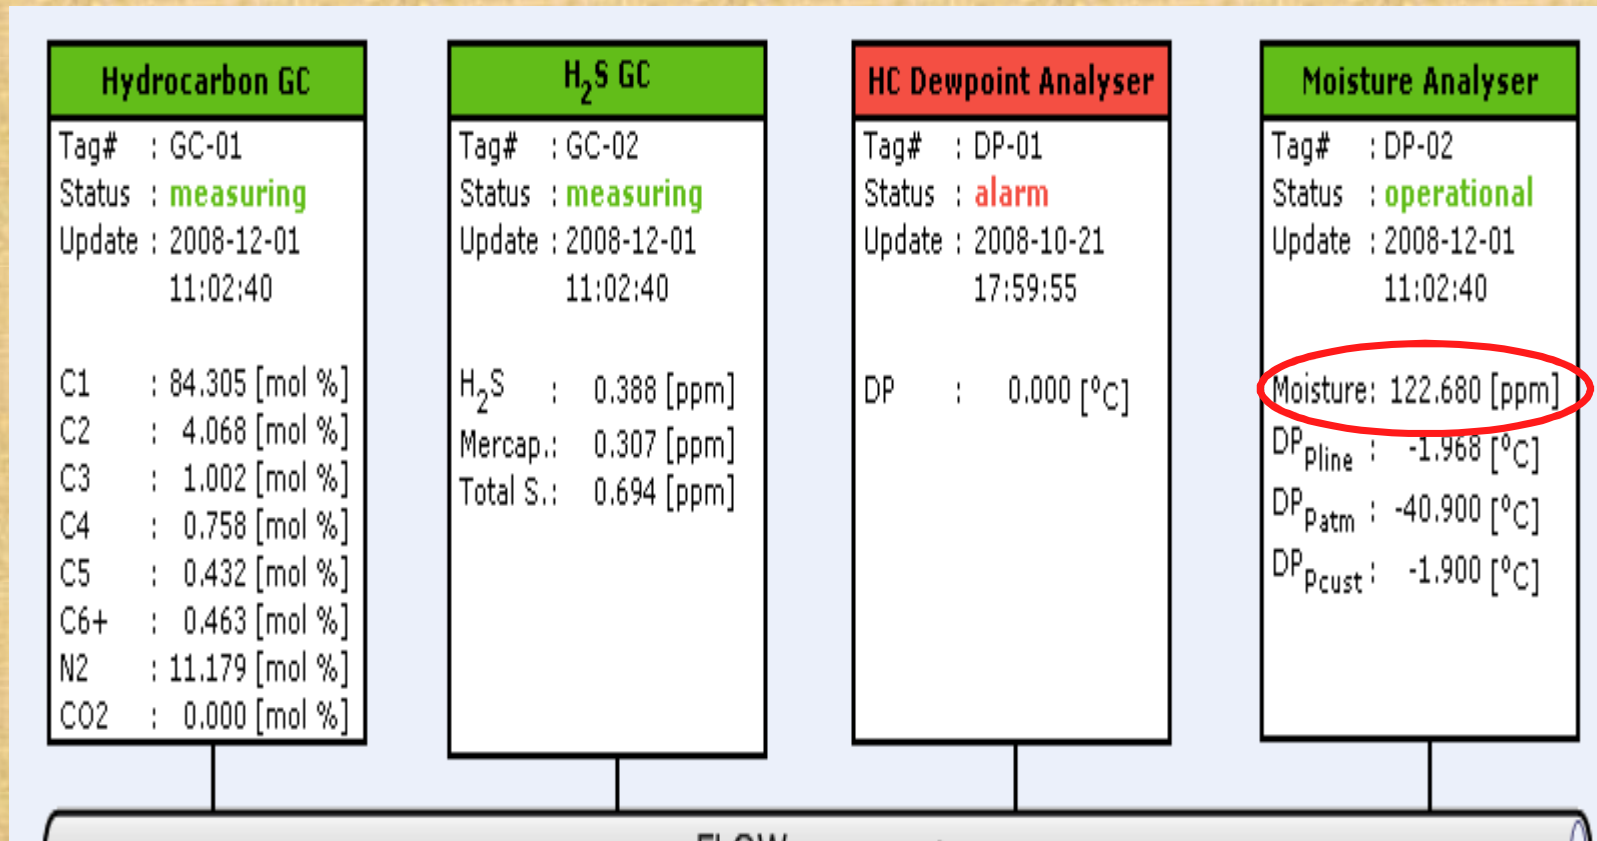 Hydrocarbon GC
Tag# : GC-01
Status : measuring
Update : 2008-12-01
11:02:40
C1 : 84.305 [mol %]
C2 : 4.068 [mol %]
C3 : 1.002 [mol %]
C4 : 0.758 [mol %]
C5 : 0.432 [mol %]
C6+ : 0.463 [mol %]
N2 : 11.179 [mol %]
CO2 : 0.000 [mol %]
H2S GC
Tag# : GC-02
Status : measuring
Update : 2008-12-01
11:02:40
H2S : 0.388 [ppm]
Mercap.: 0.307 [ppm]
Total S.: 0.694 [ppm]
HC Dewpoint Analyser
Tag# : DP-01
Status : alarm
Update : 2008-10-21
17:59:55
DP : 0.000 [°C]
Moisture Analyser
Tag# : DP-02
Status : operational
Update : 2008-12-01
11:02:40
Moisture: 122.680 [ppm]
DPPline : -1.968 [°C]
DPPatm : -40.900 [°C]
DPPcust : -1.900 [°C]
FLOW